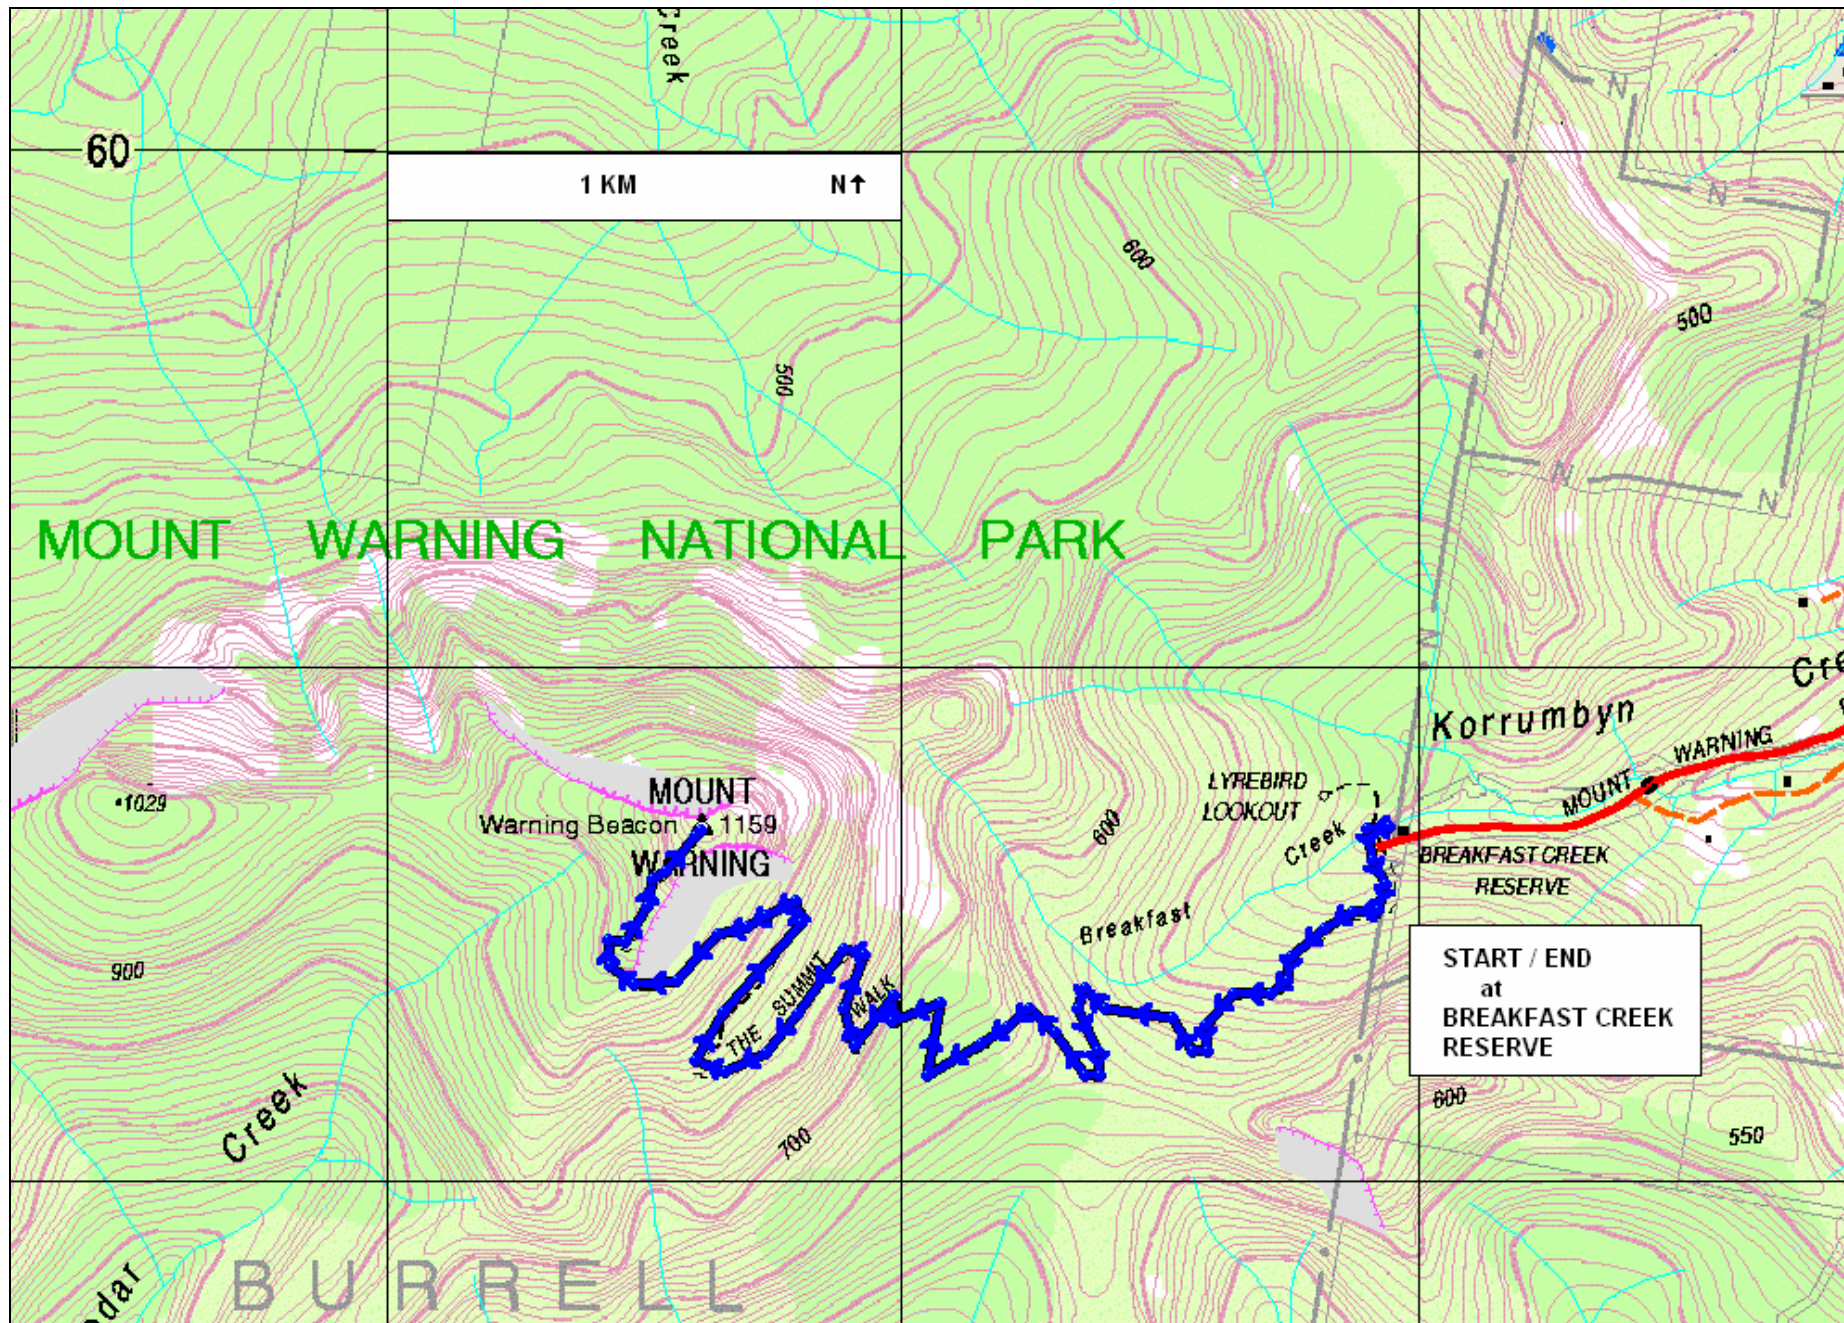 Creek
60
1 KM
N↑
N
N
600
N
500
500
N
N
MOUNT WARNING NATIONAL PARK
N
Korrumbyn
WARNING
MOUNT
LYREBIRD
LOOKOUT
MOUNT
1029
Warning Beacon
1159
WARNING
600
Creek
BREAKFAST CREEK
RESERVE
Breakfast
900
THE SUMMIT WALK
START / END
at
BREAKFAST CREEK
RESERVE
600
Creek
700
550
BURRELL